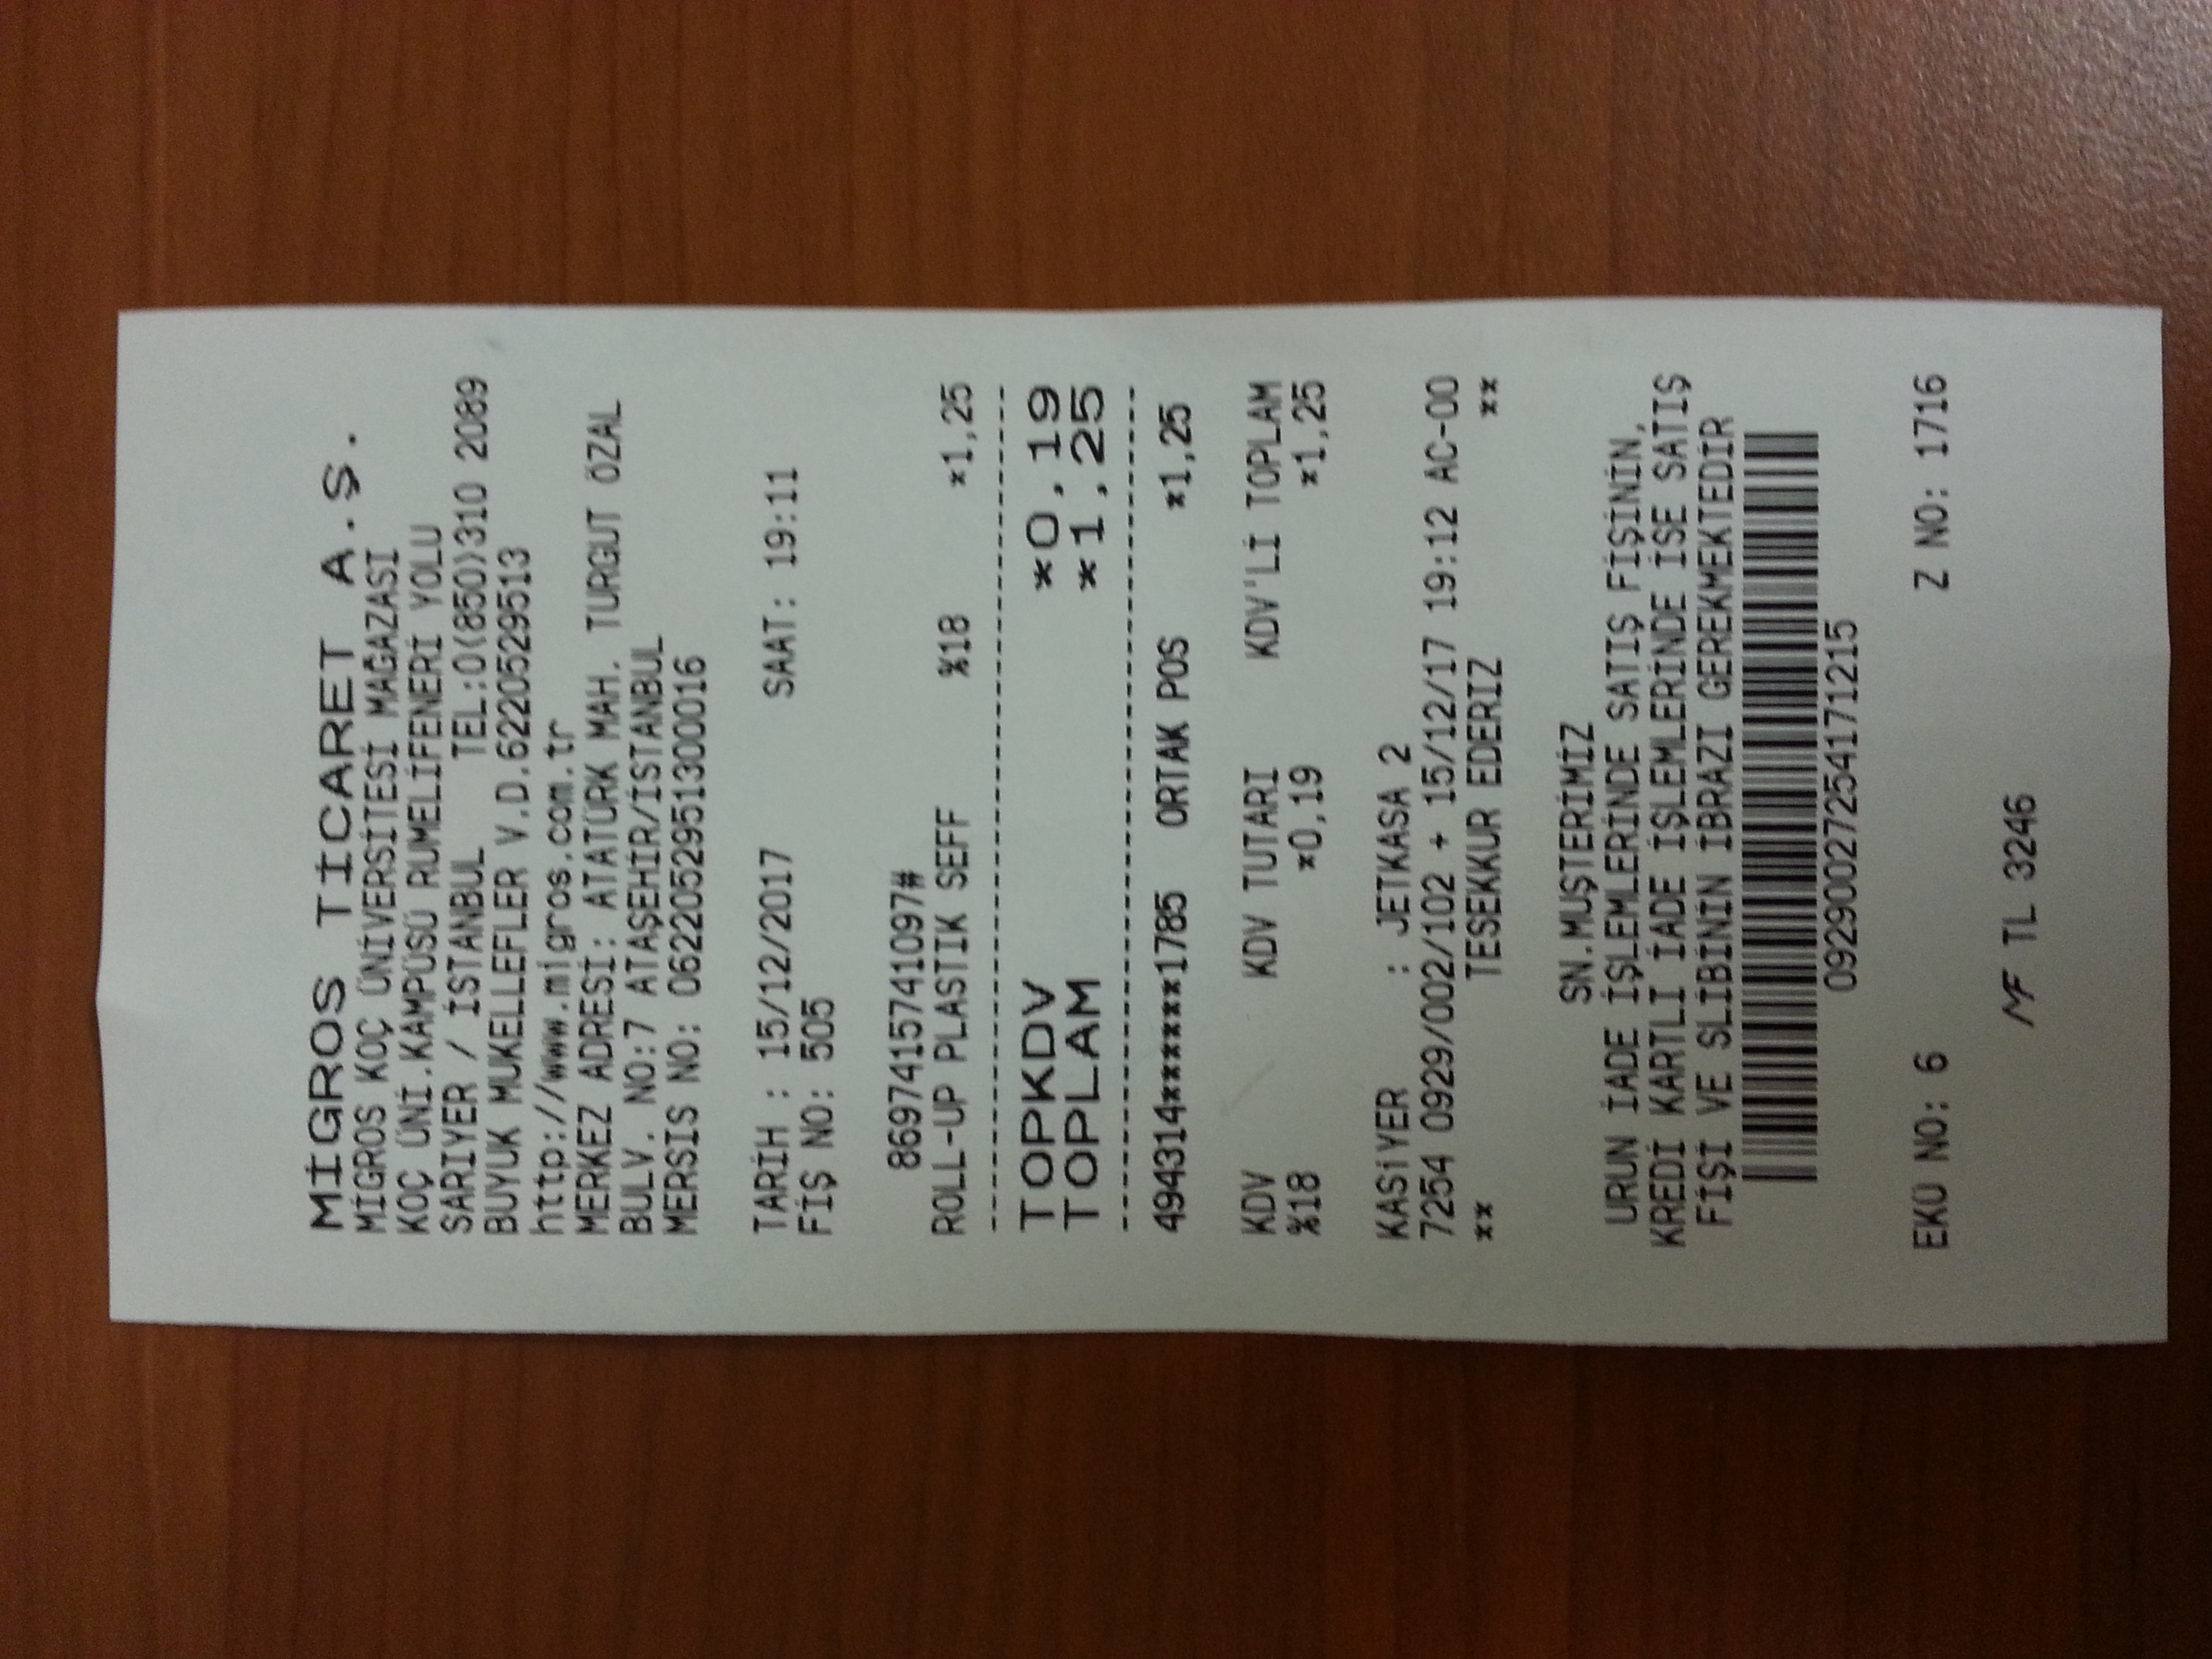 MİGROS TİCARET A.Ş.
MİGROS KOÇ ÜNİVERSİTESİ MAĞAZASI
KOÇ ÜNİ.KAMPÜSÜ RUMELİFENERİ YOLU
SARIYER / İSTANBUL TEL:0(850)310 2089
BUYUK MUKELLEFLER V.D.6220529513
http://www.migros.com.tr
MERKEZ ADRESİ: ATATÜRK MAH. TURGUT ÖZAL
BULV. NO:7 ATAŞEHİR/İSTANBUL
MERSIS NO: 0622052951300016
TARİH : 15/12/2017 SAAT: 19:11
FİŞ NO: 505
8697415741097#
ROLL-UP PLASTIK SEFF %18 *1,25
TOPKDV *0,19
TOPLAM *1,25
494314******1785 ORTAK POS *1,25
KDV KDV TUTARI KDV'Lİ TOPLAM
%18 *0,19 *1,25
KASiYER : JETKASA 2
7254 0929/002/102 + 15/12/17 19:12 AC-00
** TESEKKUR EDERIZ **
SN.MUŞTERİMİZ
URUN İADE İŞLEMLERİNDE SATIŞ FİŞİNİN,
KREDİ KARTLI İADE İŞLEMLERİNDE İSE SATIŞ
FİŞİ VE SLİBİNİN İBRAZI GEREKMEKTEDİR
09290027254171215
EKÜ NO: 6 Z NO: 1716
MF TL 3246